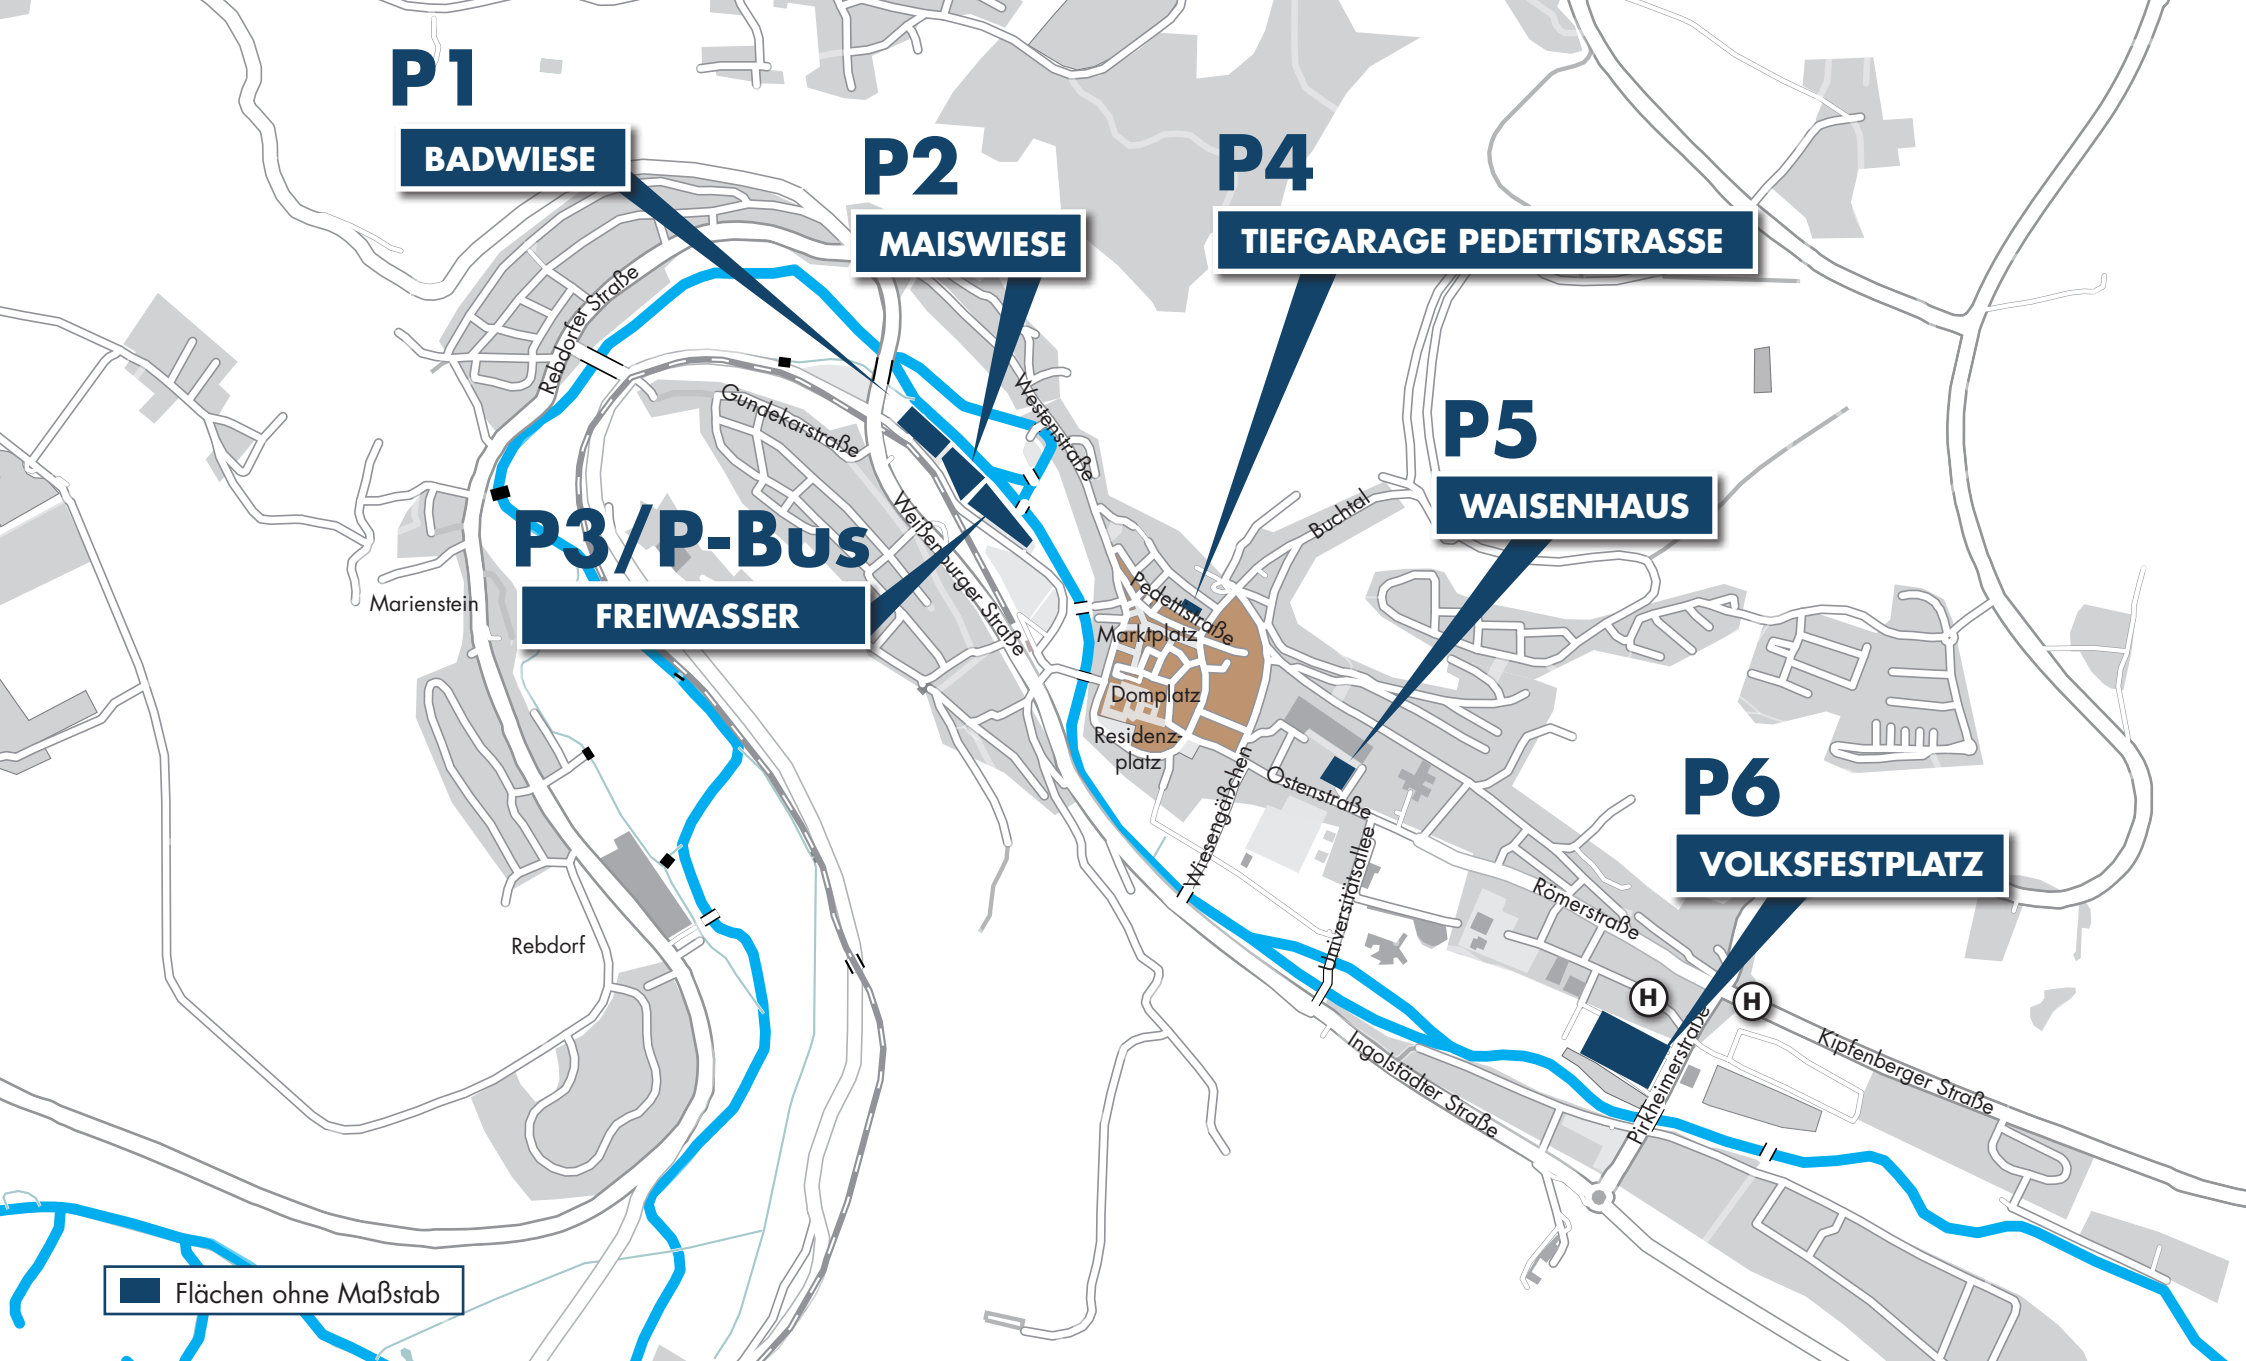 P1
BADWIESE
P2
MAISWIESE
P4
TIEFGARAGE PEDETTISTRASSE
Rebdorfer Straße
Gundekarstraße
Westenstraße
P5
WAISENHAUS
Buchtal
P3/P-Bus
FREIWASSER
Weißenburger Straße
Marienstein
Pedettistraße
Marktplatz
Domplatz
Residenz-
platz
Wiesengäßchen
Ostenstraße
Universitätsallee
P6
VOLKSFESTPLATZ
Römerstraße
Rebdorf
H
H
Ingolstädter Straße
Pirkheimerstraße
Kipfenberger Straße
Flächen ohne Maßstab